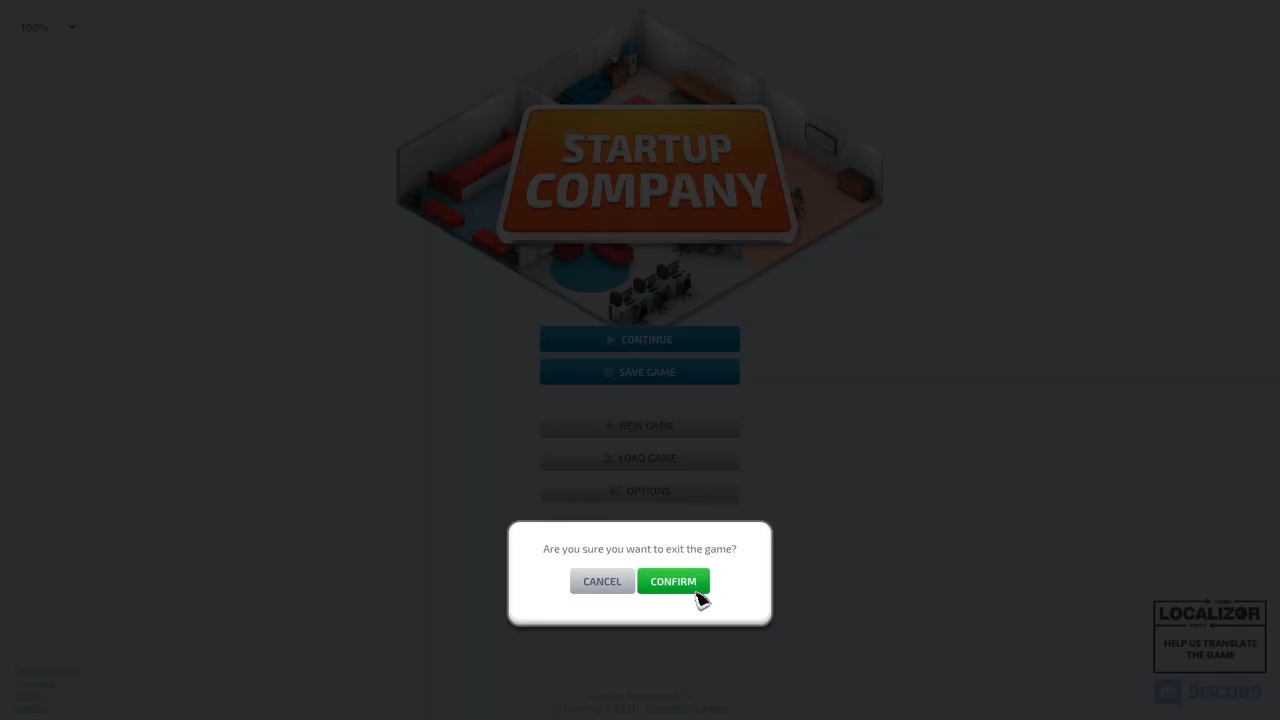 100%
STARTUP
COMPANY
CONTINUE
SAVE GAME
NEW GAME
LOAD GAME
OPTIONS
Are you sure you want to exit the game?
CANCEL
CONFIRM
LOCALIZOR
HELP US TRANSLATE
THE GAME
DISCORD